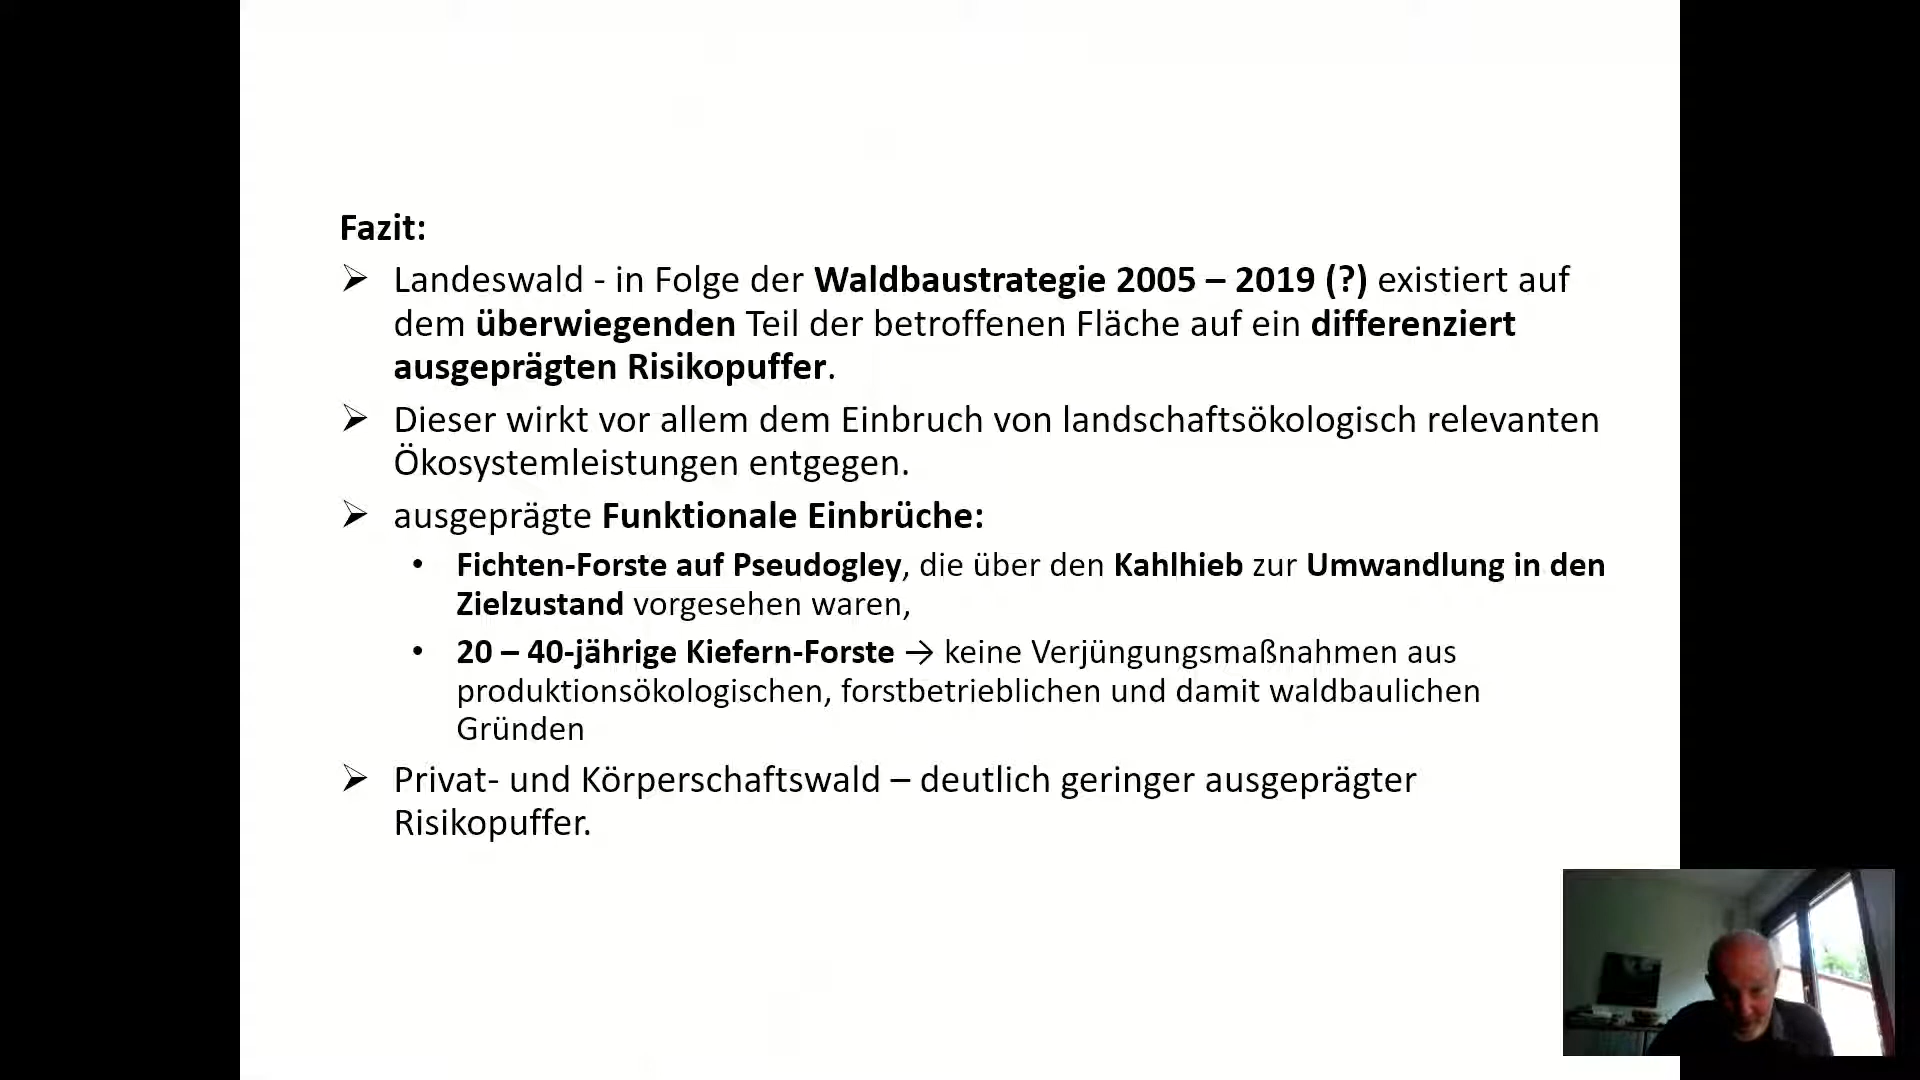 Fazit:
➢ Landeswald - in Folge der Waldbaustrategie 2005 – 2019 (?) existiert auf
dem überwiegenden Teil der betroffenen Fläche auf ein differenziert
ausgeprägten Risikopuffer.
➢ Dieser wirkt vor allem dem Einbruch von landschaftsökologisch relevanten
Ökosystemleistungen entgegen.
➢ ausgeprägte Funktionale Einbrüche:
• Fichten-Forste auf Pseudogley, die über den Kahlhieb zur Umwandlung in den
Zielzustand vorgesehen waren,
• 20 – 40-jährige Kiefern-Forste → keine Verjüngungsmaßnahmen aus
produktionsökologischen, forstbetrieblichen und damit waldbaulichen
Gründen
➢ Privat- und Körperschaftswald – deutlich geringer ausgeprägter
Risikopuffer.